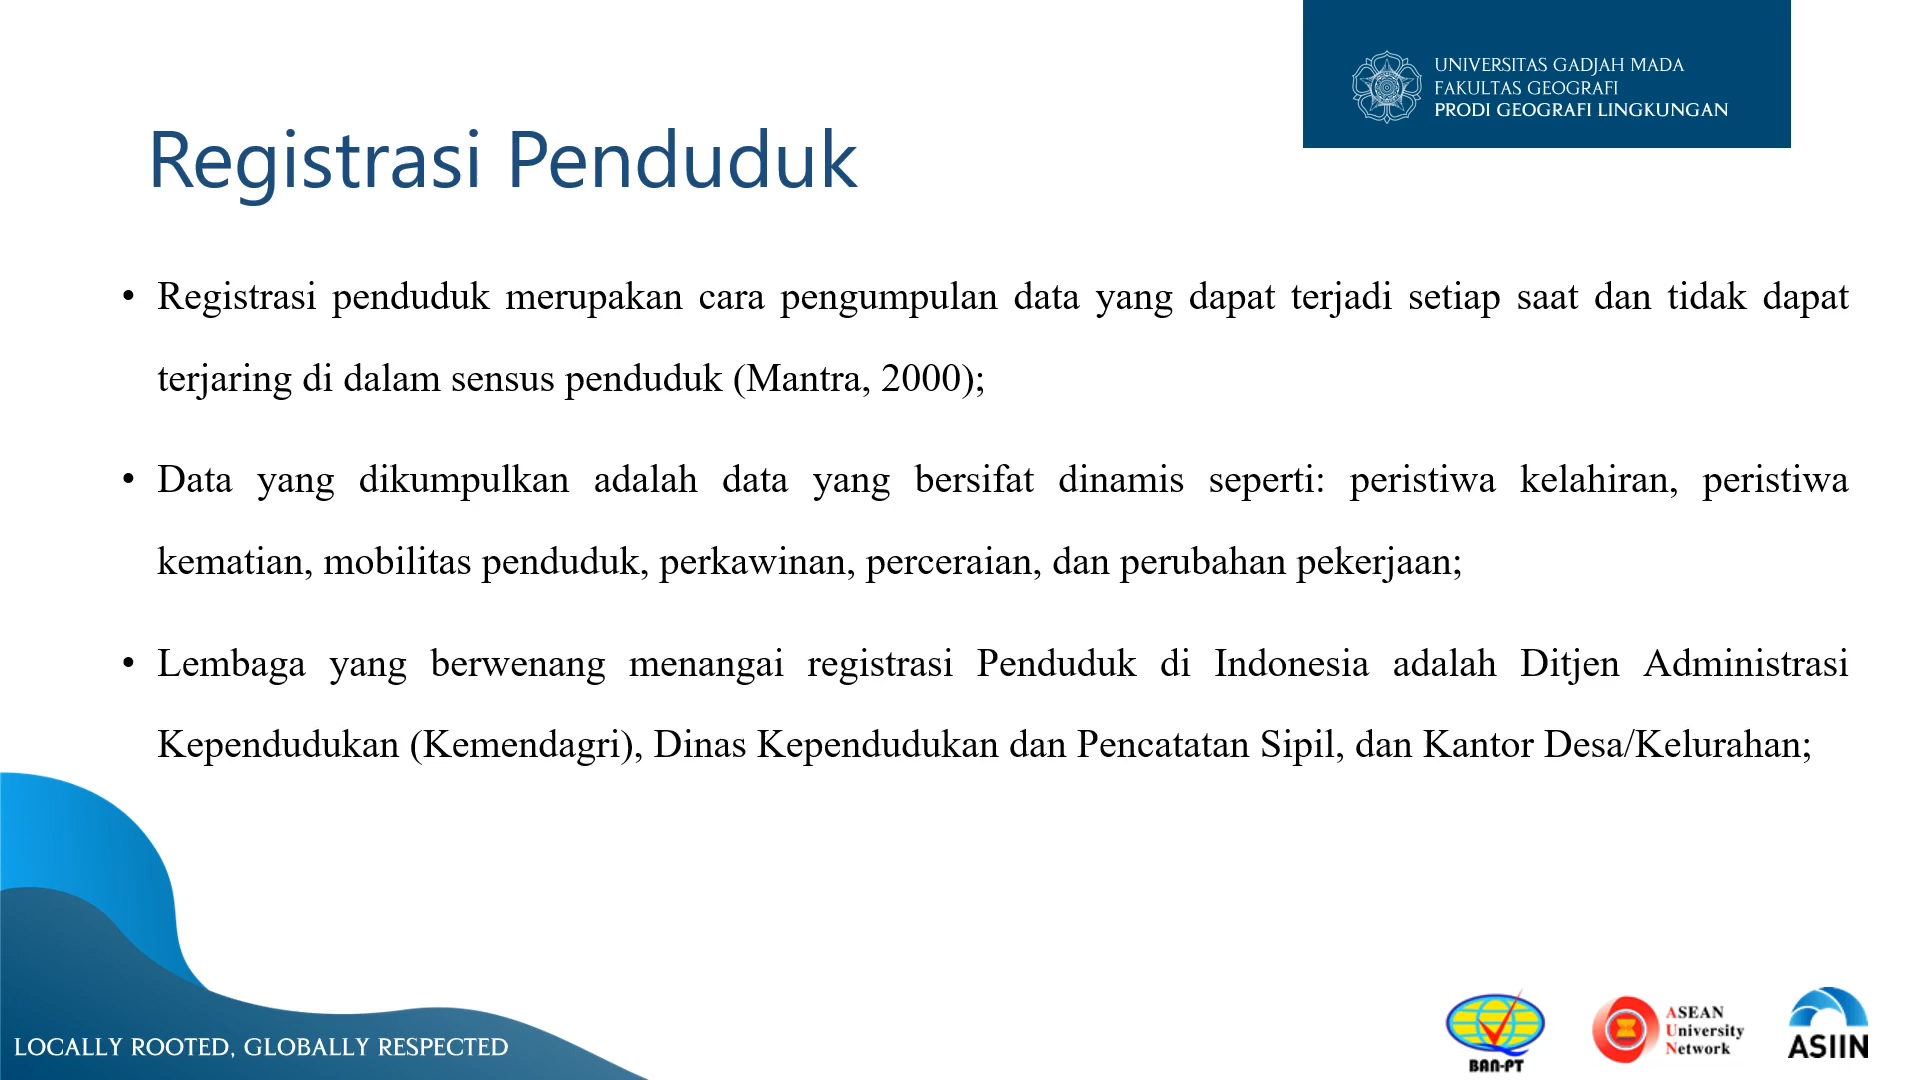 UNIVERSITAS GADJAH MADA
FAKULTAS GEOGRAFI
PRODI GEOGRAFI LINGKUNGAN
Registrasi Penduduk
• Registrasi penduduk merupakan cara pengumpulan data yang dapat terjadi setiap saat dan tidak dapat
terjaring di dalam sensus penduduk (Mantra, 2000);
• Data yang dikumpulkan adalah data yang bersifat dinamis seperti: peristiwa kelahiran, peristiwa
kematian, mobilitas penduduk, perkawinan, perceraian, dan perubahan pekerjaan;
• Lembaga yang berwenang menangai registrasi Penduduk di Indonesia adalah Ditjen Administrasi
Kependudukan (Kemendagri), Dinas Kependudukan dan Pencatatan Sipil, dan Kantor Desa/Kelurahan;
LOCALLY ROOTED, GLOBALLY RESPECTED
BAN-PT
ASEAN
University
Network
ASIIN